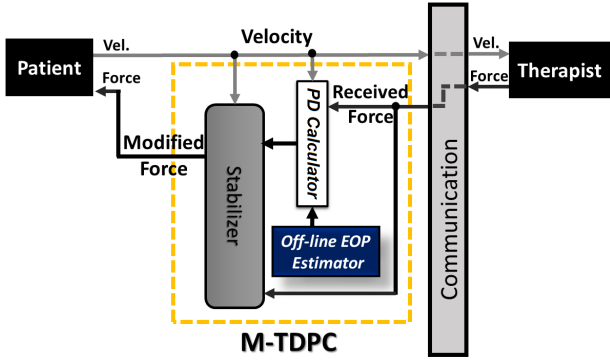 Vel.
Velocity
Vel.
Patient
Therapist
Force
Force
Received
Force
PD Calculator
Modified
Force
Stabilizer
Communication
Off-line EOP
Estimator
M-TDPC